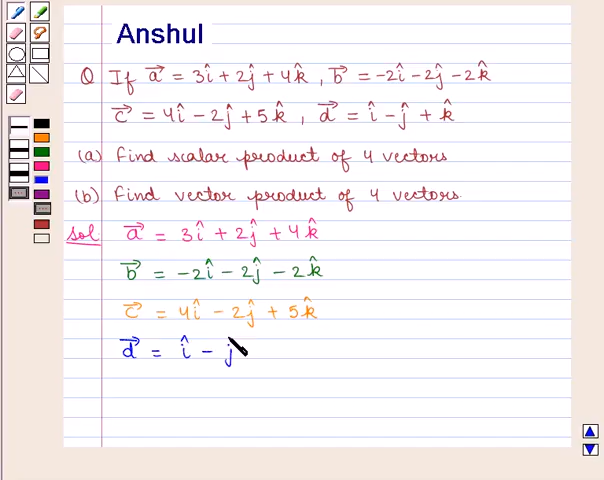 Anshul
Q If a⃗ = 3î + 2ĵ + 4k̂ , b⃗ = -2î - 2ĵ - 2k̂
c⃗ = 4î - 2ĵ + 5k̂ , d⃗ = î - ĵ + k̂
(a) Find scalar product of 4 vectors
(b) Find vector product of 4 vectors.
Sol. a⃗ = 3î + 2ĵ + 4k̂
b⃗ = -2î - 2ĵ - 2k̂
c⃗ = 4î - 2ĵ + 5k̂
d⃗ = î - ĵ